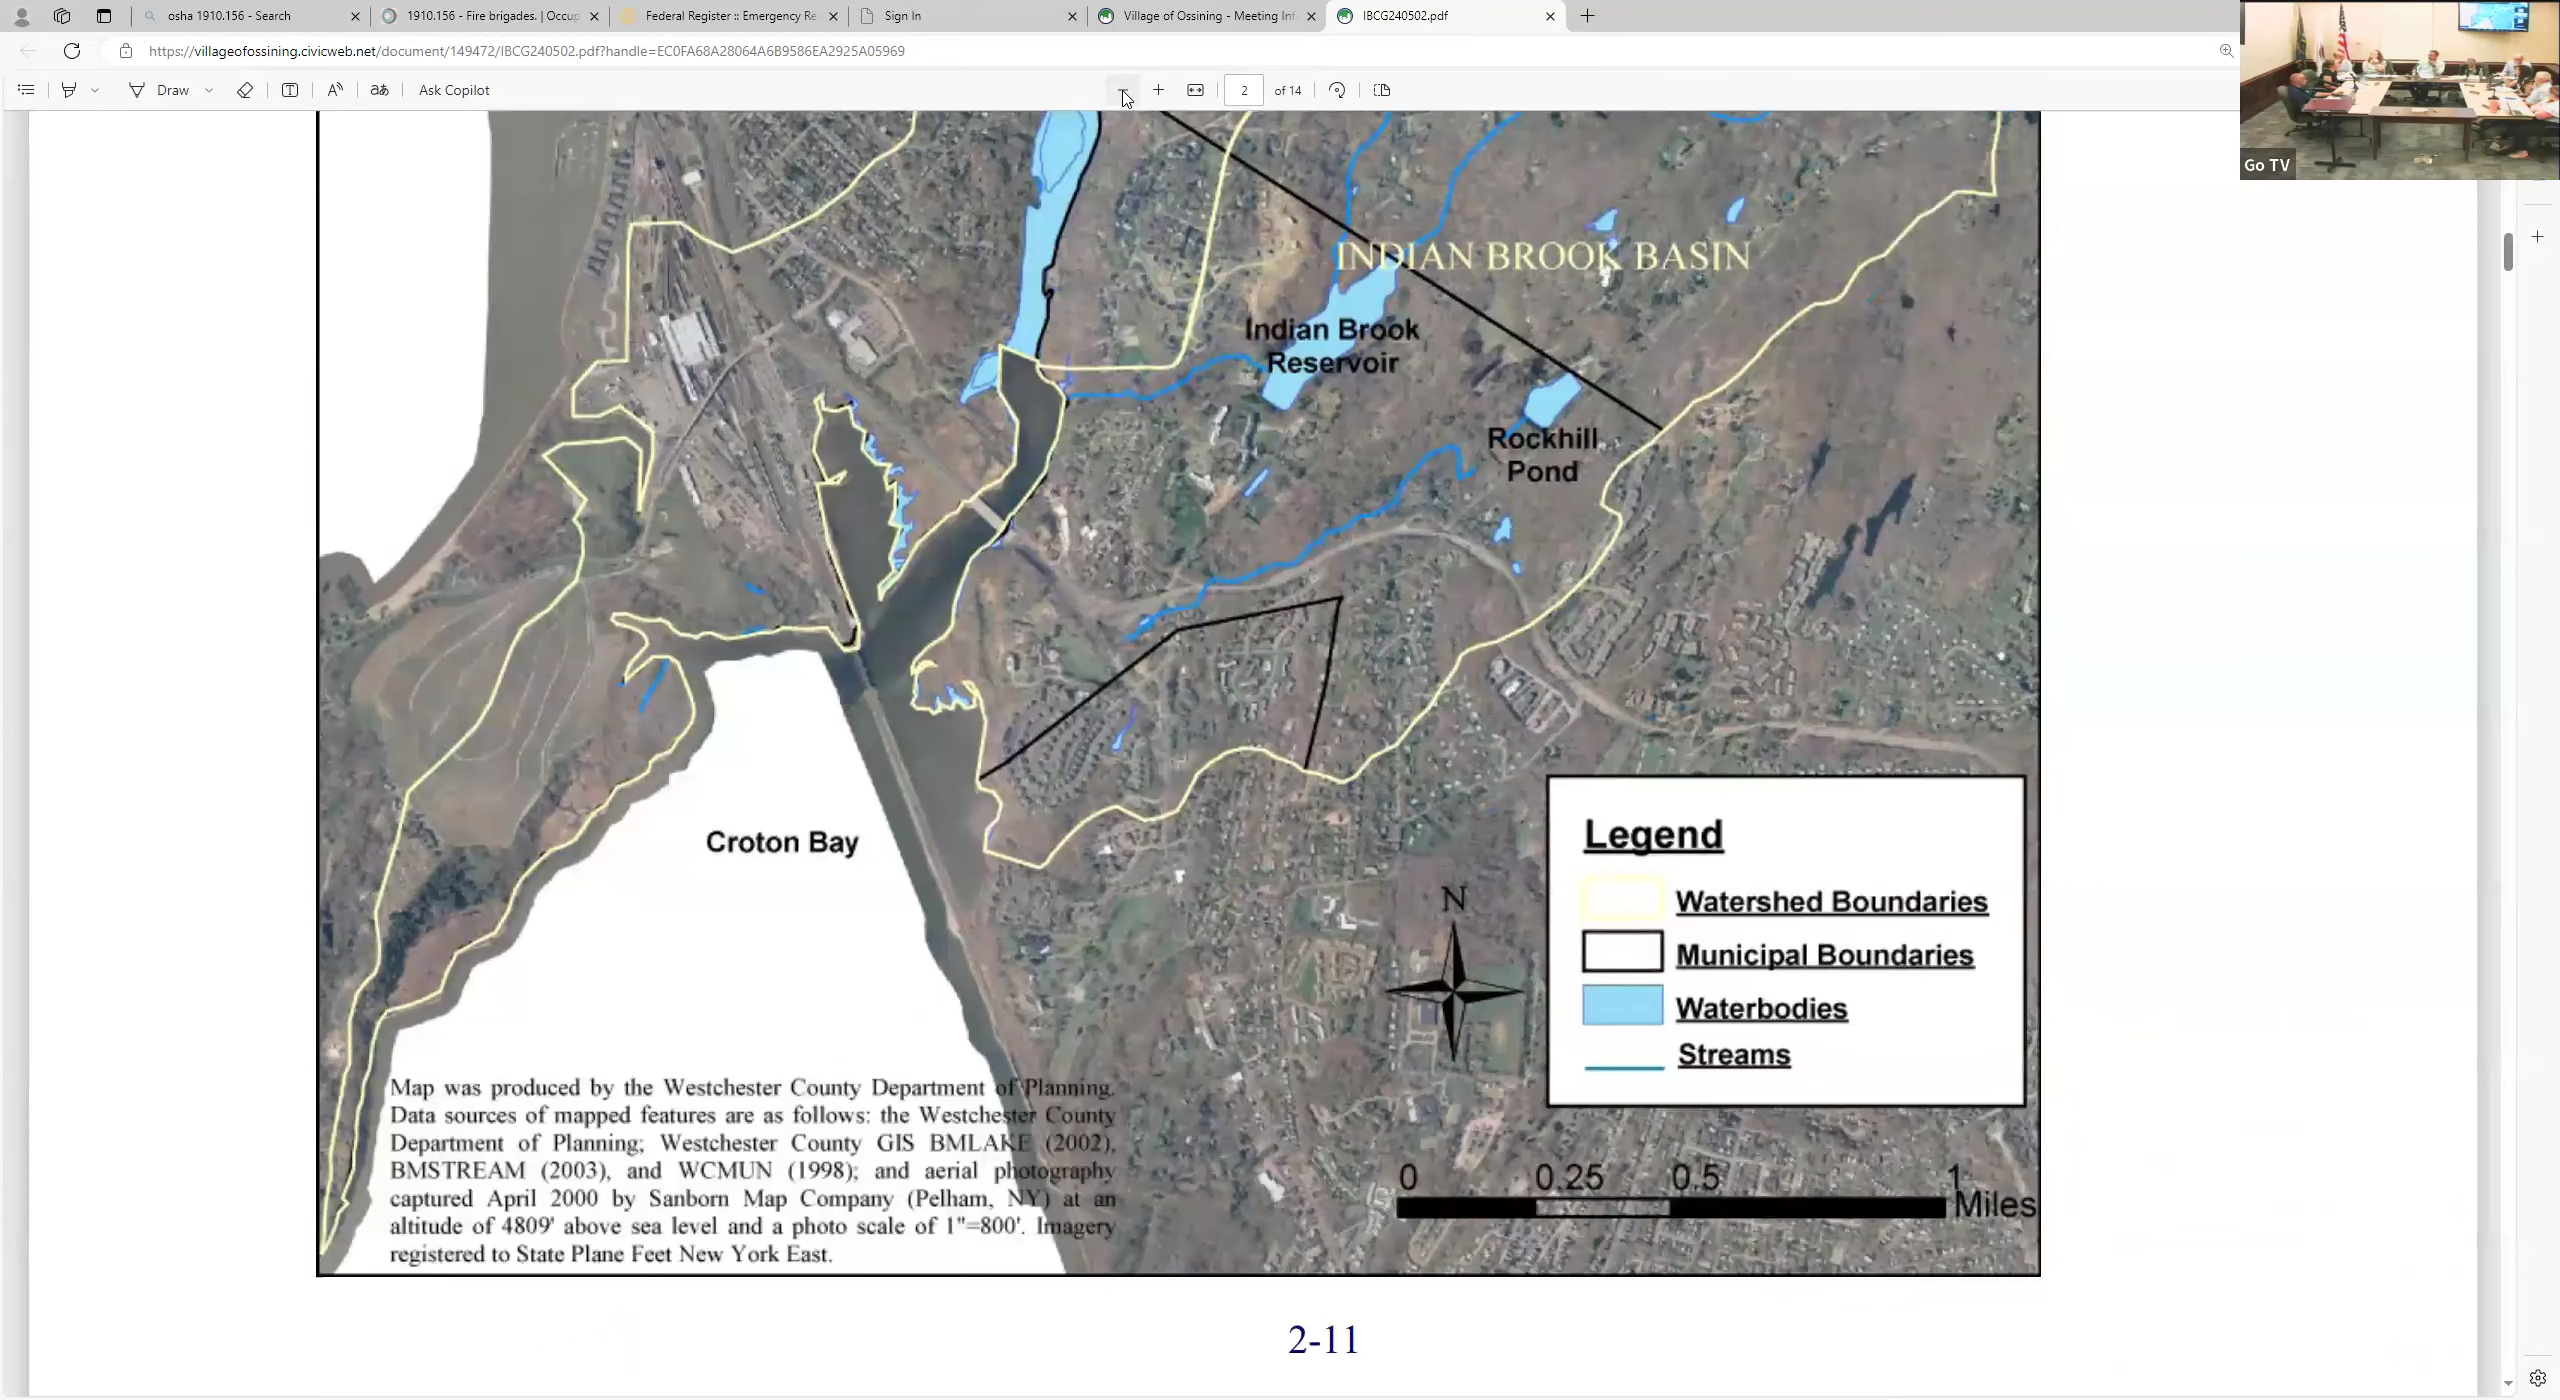 osha 1910.156 - Search
1910.156 - Fire brigades. | Occup
Federal Register :: Emergency Re
Sign In
Village of Ossining - Meeting Inf
IBCG240502.pdf
https://villageofossining.civicweb.net/document/149472/IBCG240502.pdf?handle=EC0FA68A28064A6B9586EA2925A05969
Draw
Ask Copilot
2
of 14
Go TV
INDIAN BROOK BASIN
Indian Brook
Reservoir
Rockhill
Pond
Croton Bay
Legend
Watershed Boundaries
Municipal Boundaries
Waterbodies
Streams
N
Map was produced by the Westchester County Department of Planning.
Data sources of mapped features are as follows: the Westchester County
Department of Planning; Westchester County GIS BMLAKE (2002),
BMSTREAM (2003), and WCMUN (1998); and aerial photography
captured April 2000 by Sanborn Map Company (Pelham, NY) at an
altitude of 4809' above sea level and a photo scale of 1"=800'. Imagery
registered to State Plane Feet New York East.
0 0.25 0.5 1
Miles
2-11